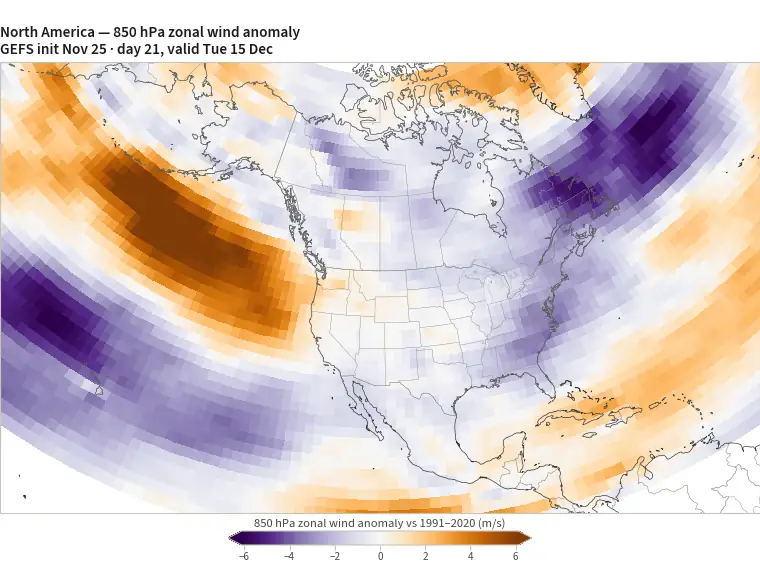 North America — 850 hPa zonal wind anomaly
GEFS init Nov 25 · day 21, valid Tue 15 Dec
850 hPa zonal wind anomaly vs 1991–2020 (m/s)
−6 −4 −2 0 2 4 6